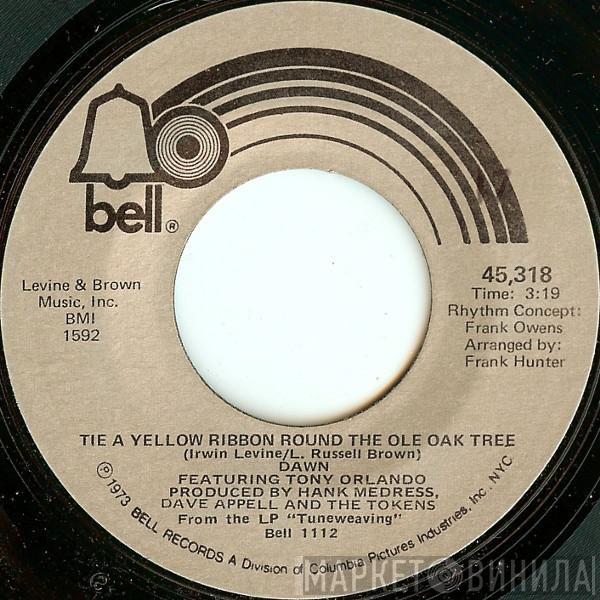 bell®
Levine & Brown
Music, Inc.
BMI
1592
45,318
Time: 3:19
Rhythm Concept:
Frank Owens
Arranged by:
Frank Hunter
TIE A YELLOW RIBBON ROUND THE OLE OAK TREE
(Irwin Levine/L. Russell Brown)
DAWN
FEATURING TONY ORLANDO
PRODUCED BY HANK MEDRESS,
DAVE APPELL AND THE TOKENS
From the LP "Tuneweaving"
Bell 1112
℗1973 BELL RECORDS A Division of Columbia Pictures Industries, Inc., NYC
МАРКЕТ ВИНИЛА